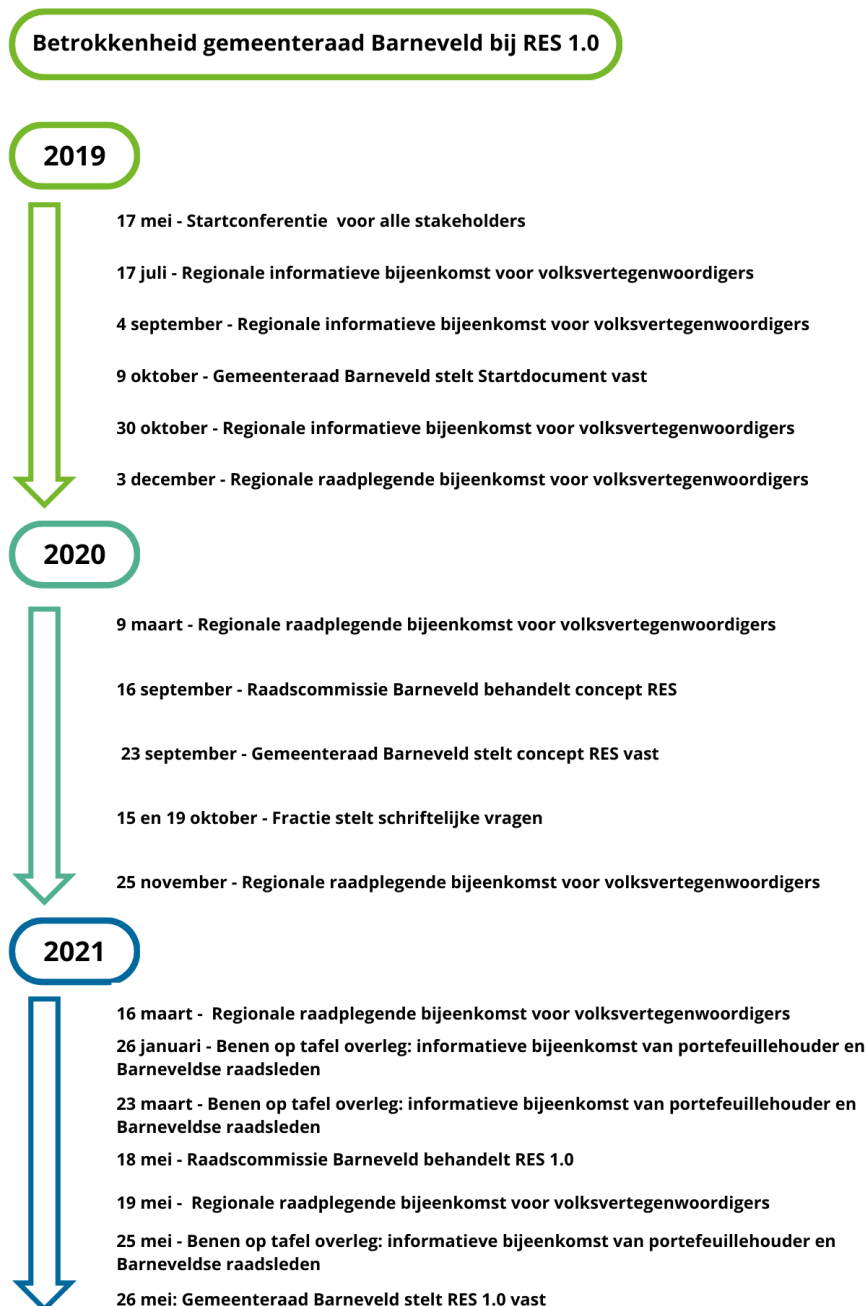 Betrokkenheid gemeenteraad Barneveld bij RES 1.0
2019
17 mei - Startconferentie  voor alle stakeholders
17 juli - Regionale informatieve bijeenkomst voor volksvertegenwoordigers
4 september - Regionale informatieve bijeenkomst voor volksvertegenwoordigers
9 oktober - Gemeenteraad Barneveld stelt Startdocument vast
30 oktober - Regionale informatieve bijeenkomst voor volksvertegenwoordigers
3 december - Regionale raadplegende bijeenkomst voor volksvertegenwoordigers
2020
9 maart - Regionale raadplegende bijeenkomst voor volksvertegenwoordigers
16 september - Raadscommissie Barneveld behandelt concept RES
23 september - Gemeenteraad Barneveld stelt concept RES vast
15 en 19 oktober - Fractie stelt schriftelijke vragen
25 november - Regionale raadplegende bijeenkomst voor volksvertegenwoordigers
2021
16 maart -  Regionale raadplegende bijeenkomst voor volksvertegenwoordigers
26 januari - Benen op tafel overleg: informatieve bijeenkomst van portefeuillehouder en
Barneveldse raadsleden
23 maart - Benen op tafel overleg: informatieve bijeenkomst van portefeuillehouder en
Barneveldse raadsleden
18 mei - Raadscommissie Barneveld behandelt RES 1.0
19 mei -  Regionale raadplegende bijeenkomst voor volksvertegenwoordigers
25 mei - Benen op tafel overleg: informatieve bijeenkomst van portefeuillehouder en
Barneveldse raadsleden
26 mei: Gemeenteraad Barneveld stelt RES 1.0 vast